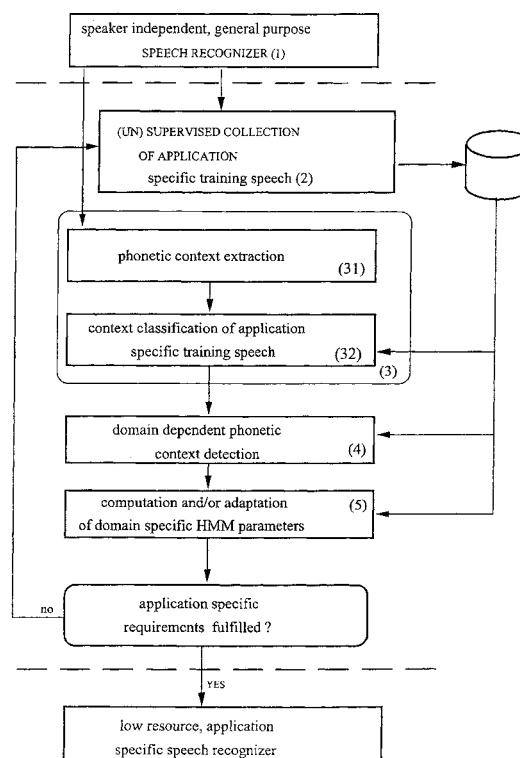 speaker independent, general purpose
SPEECH RECOGNIZER (1)
(UN) SUPERVISED COLLECTION
OF APPLICATION
specific training speech (2)
phonetic context extraction
(31)
context classification of application
specific training speech (32)
(3)
domain dependent phonetic
context detection (4)
computation and/or adaptation (5)
of domain specific HMM parameters
no
application specific
requirements fulfilled ?
YES
low resource, application
specific speech recognizer